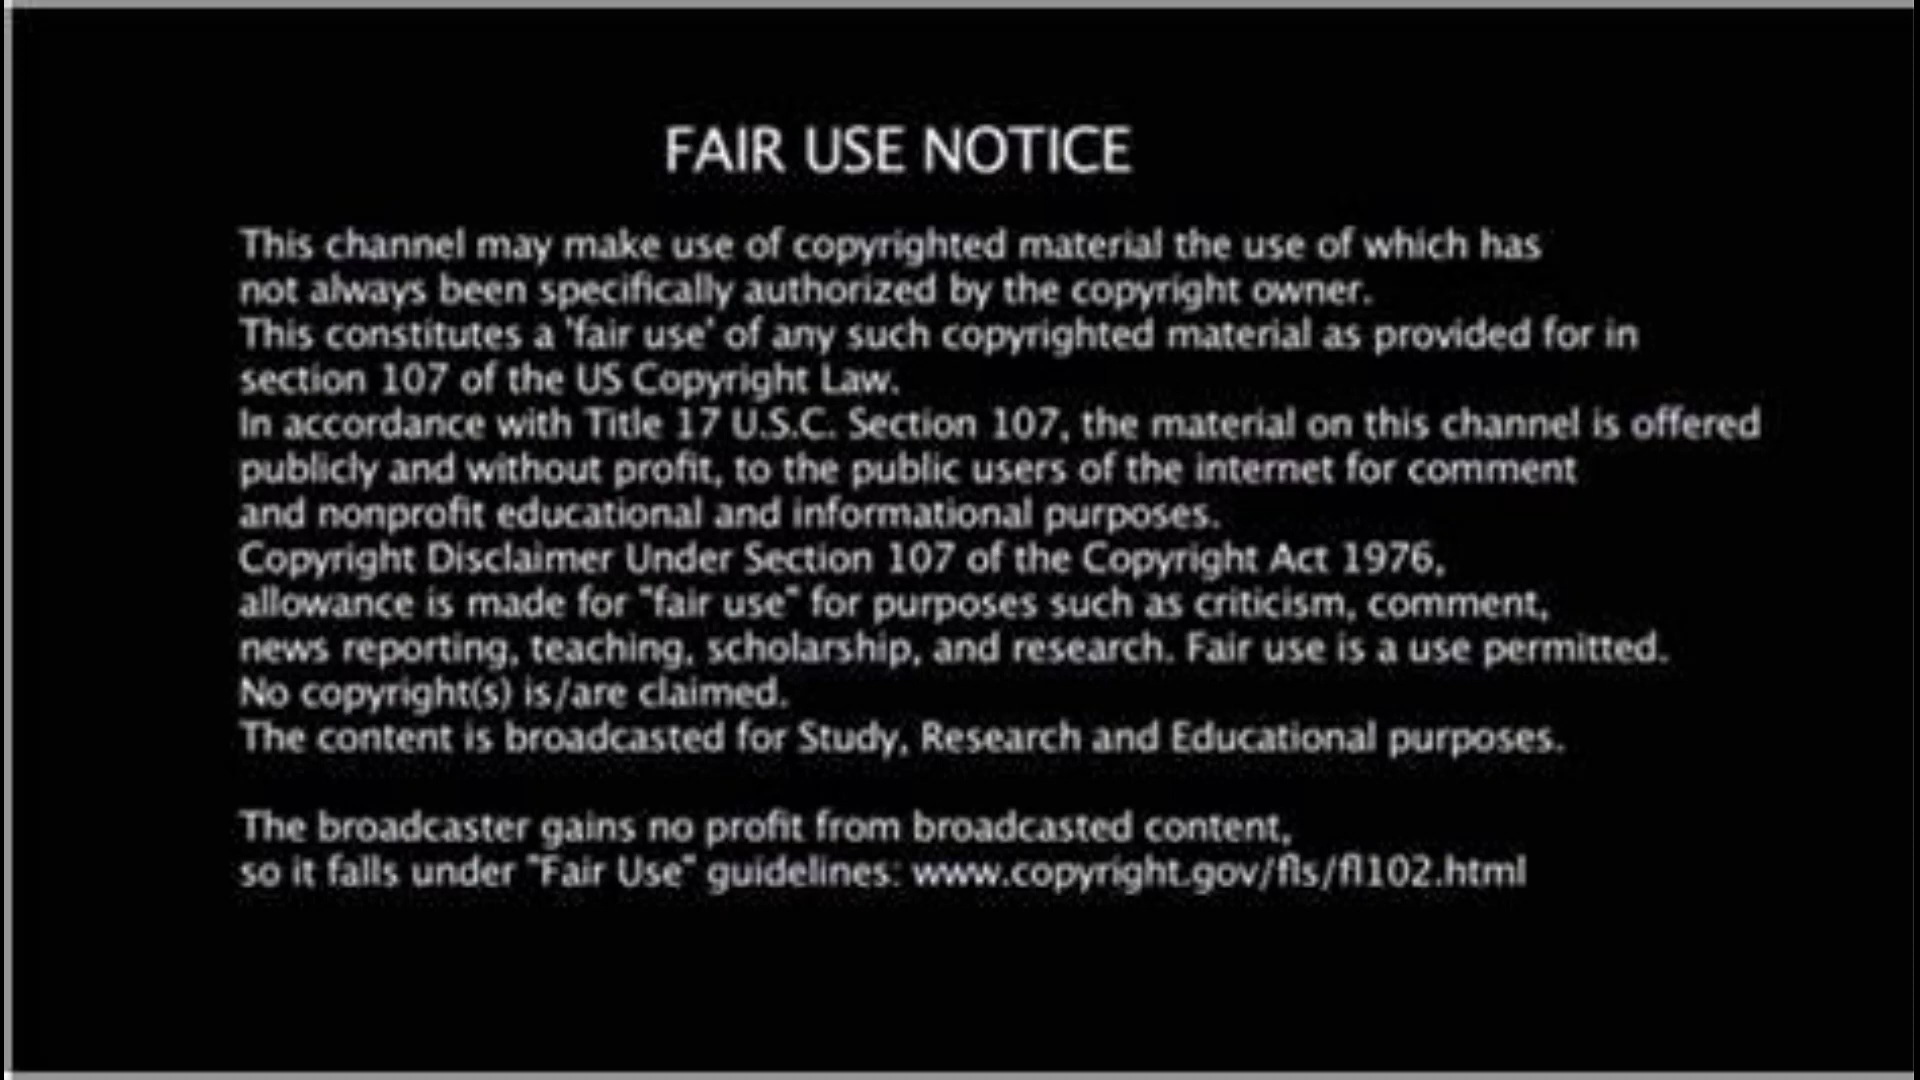 FAIR USE NOTICE
This channel may make use of copyrighted material the use of which has
not always been specifically authorized by the copyright owner.
This constitutes a 'fair use' of any such copyrighted material as provided for in
section 107 of the US Copyright Law.
In accordance with Title 17 U.S.C. Section 107, the material on this channel is offered
publicly and without profit, to the public users of the internet for comment
and nonprofit educational and informational purposes.
Copyright Disclaimer Under Section 107 of the Copyright Act 1976,
allowance is made for "fair use" for purposes such as criticism, comment,
news reporting, teaching, scholarship, and research. Fair use is a use permitted.
No copyright(s) is/are claimed.
The content is broadcasted for Study, Research and Educational purposes.
The broadcaster gains no profit from broadcasted content,
so it falls under "Fair Use" guidelines: www.copyright.gov/fls/fl102.html